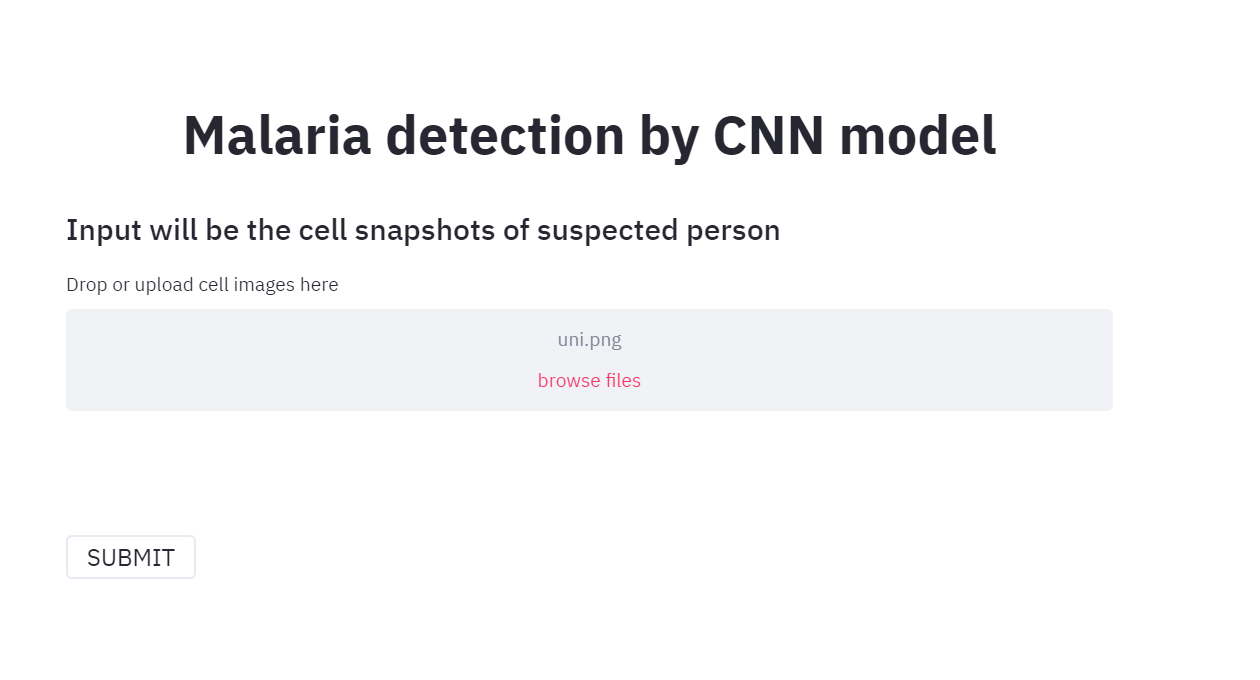 Malaria detection by CNN model
Input will be the cell snapshots of suspected person
Drop or upload cell images here
uni.png
browse files
SUBMIT